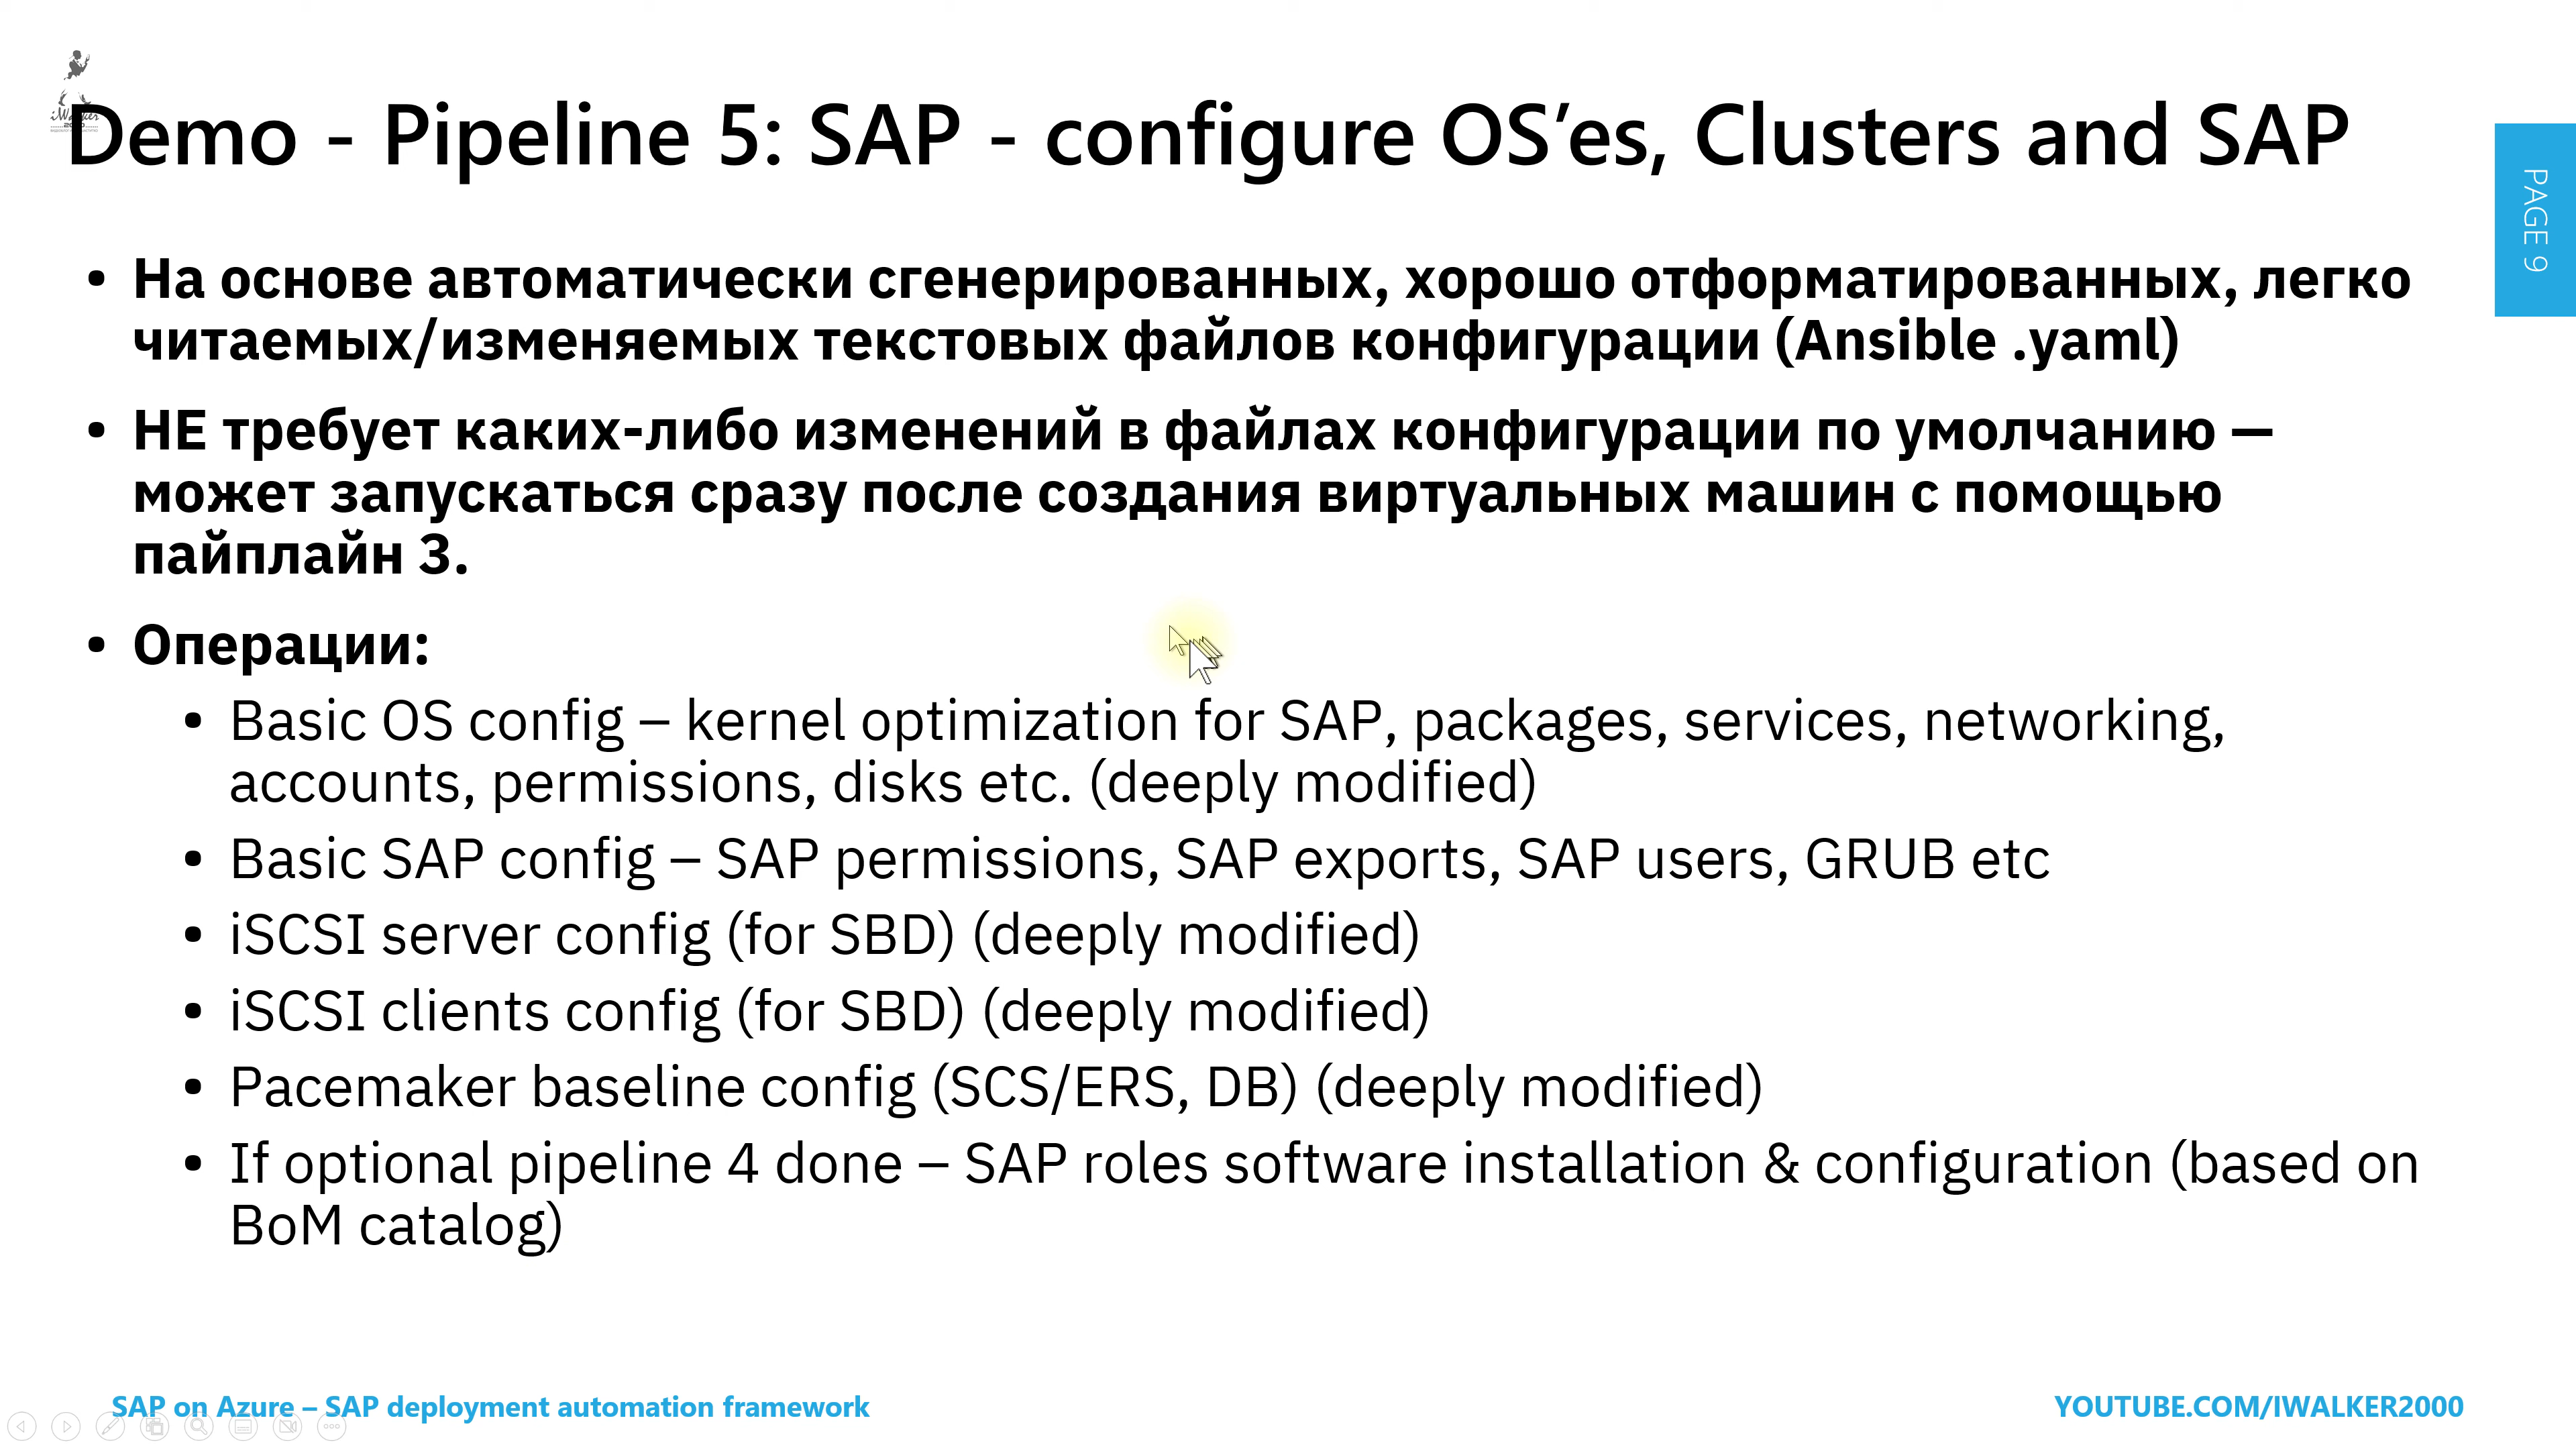 Demo - Pipeline 5: SAP - configure OS’es, Clusters and SAP
PAGE 9
• На основе автоматически сгенерированных, хорошо отформатированных, легко
читаемых/изменяемых текстовых файлов конфигурации (Ansible .yaml)
• НЕ требует каких-либо изменений в файлах конфигурации по умолчанию —
может запускаться сразу после создания виртуальных машин с помощью
пайплайн 3.
• Операции:
• Basic OS config – kernel optimization for SAP, packages, services, networking,
accounts, permissions, disks etc. (deeply modified)
• Basic SAP config – SAP permissions, SAP exports, SAP users, GRUB etc
• iSCSI server config (for SBD) (deeply modified)
• iSCSI clients config (for SBD) (deeply modified)
• Pacemaker baseline config (SCS/ERS, DB) (deeply modified)
• If optional pipeline 4 done – SAP roles software installation & configuration (based on
BoM catalog)
SAP on Azure – SAP deployment automation framework
YOUTUBE.COM/IWALKER2000